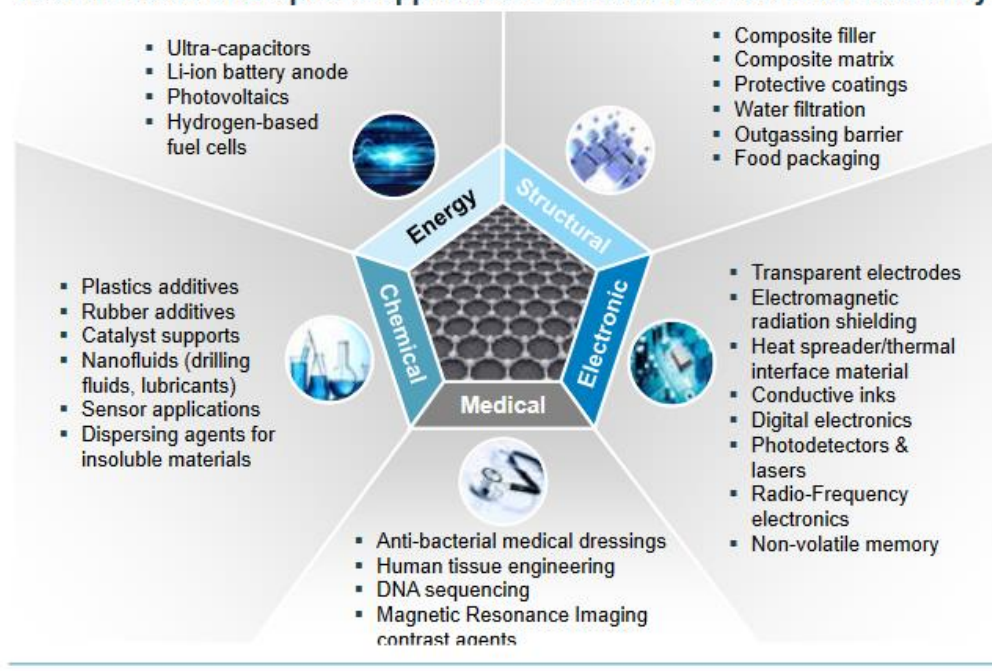 ▪ Ultra-capacitors
▪ Li-ion battery anode
▪ Photovoltaics
▪ Hydrogen-based
fuel cells
▪ Composite filler
▪ Composite matrix
▪ Protective coatings
▪ Water filtration
▪ Outgassing barrier
▪ Food packaging
Energy
Structural
Chemical
Electronic
Medical
▪ Plastics additives
▪ Rubber additives
▪ Catalyst supports
▪ Nanofluids (drilling
fluids, lubricants)
▪ Sensor applications
▪ Dispersing agents for
insoluble materials
▪ Transparent electrodes
▪ Electromagnetic
radiation shielding
▪ Heat spreader/thermal
interface material
▪ Conductive inks
▪ Digital electronics
▪ Photodetectors &
lasers
▪ Radio-Frequency
electronics
▪ Non-volatile memory
▪ Anti-bacterial medical dressings
▪ Human tissue engineering
▪ DNA sequencing
▪ Magnetic Resonance Imaging
contrast agents